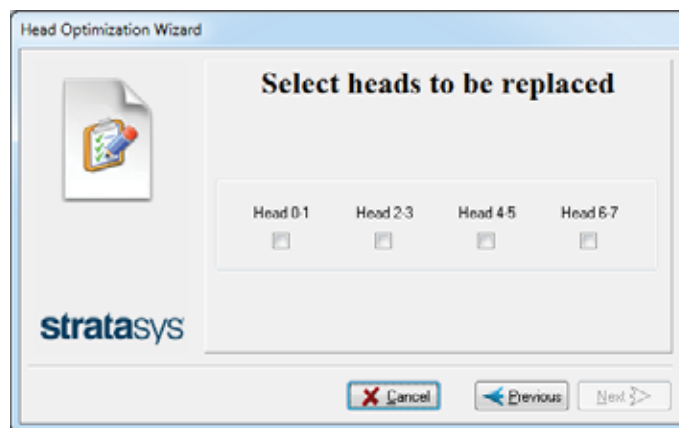 Head Optimization Wizard
Select heads to be replaced
Head 0-1 Head 2-3 Head 4-5 Head 6-7
stratasys
Cancel Previous Next